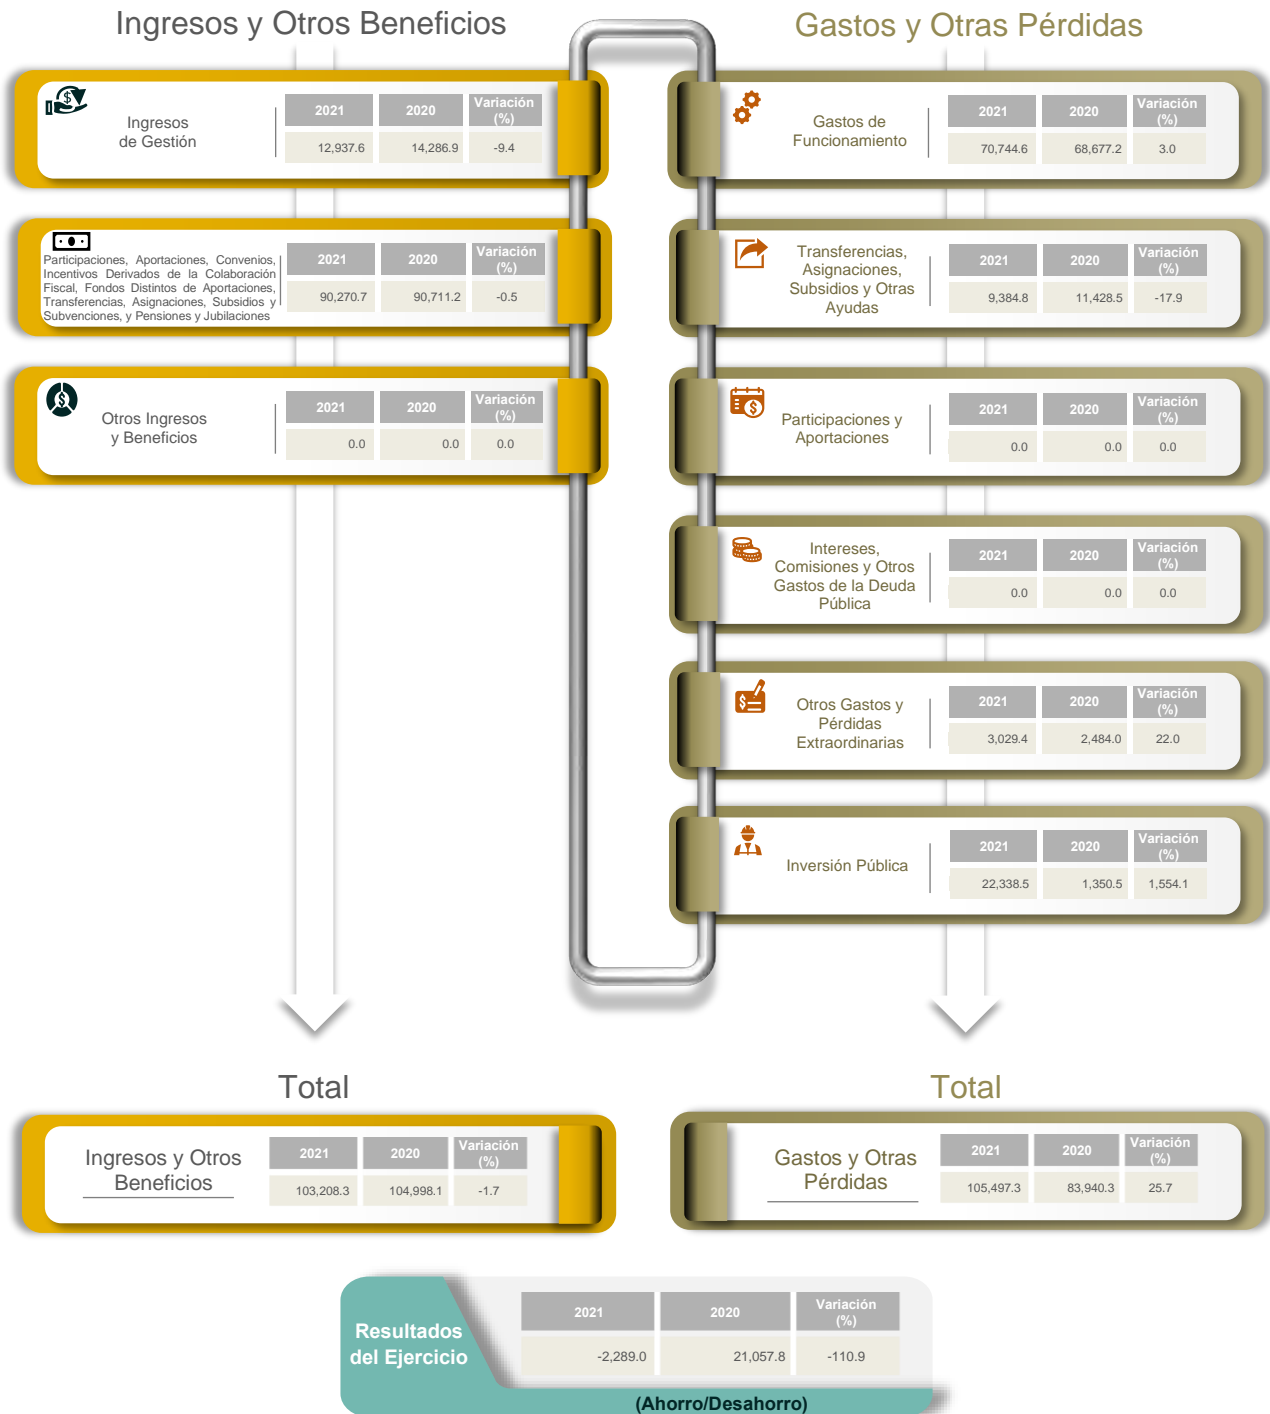 Ingresos y Otros Beneficios
Ingresos
de Gestión
2021 2020 Variación
(%)
12,937.6 14,286.9 -9.4
Participaciones, Aportaciones, Convenios,
Incentivos Derivados de la Colaboración
Fiscal, Fondos Distintos de Aportaciones,
Transferencias, Asignaciones, Subsidios y
Subvenciones, y Pensiones y Jubilaciones
2021 2020 Variación
(%)
90,270.7 90,711.2 -0.5
Otros Ingresos
y Beneficios
2021 2020 Variación
(%)
0.0 0.0 0.0
Gastos y Otras Pérdidas
Gastos de
Funcionamiento
2021 2020 Variación
(%)
70,744.6 68,677.2 3.0
Transferencias,
Asignaciones,
Subsidios y Otras
Ayudas
2021 2020 Variación
(%)
9,384.8 11,428.5 -17.9
Participaciones y
Aportaciones
2021 2020 Variación
(%)
0.0 0.0 0.0
Intereses,
Comisiones y Otros
Gastos de la Deuda
Pública
2021 2020 Variación
(%)
0.0 0.0 0.0
Otros Gastos y
Pérdidas
Extraordinarias
2021 2020 Variación
(%)
3,029.4 2,484.0 22.0
Inversión Pública
2021 2020 Variación
(%)
22,338.5 1,350.5 1,554.1
Total
Ingresos y Otros
Beneficios
2021 2020 Variación
(%)
103,208.3 104,998.1 -1.7
Total
Gastos y Otras
Pérdidas
2021 2020 Variación
(%)
105,497.3 83,940.3 25.7
Resultados
del Ejercicio
2021 2020 Variación
(%)
-2,289.0 21,057.8 -110.9
(Ahorro/Desahorro)